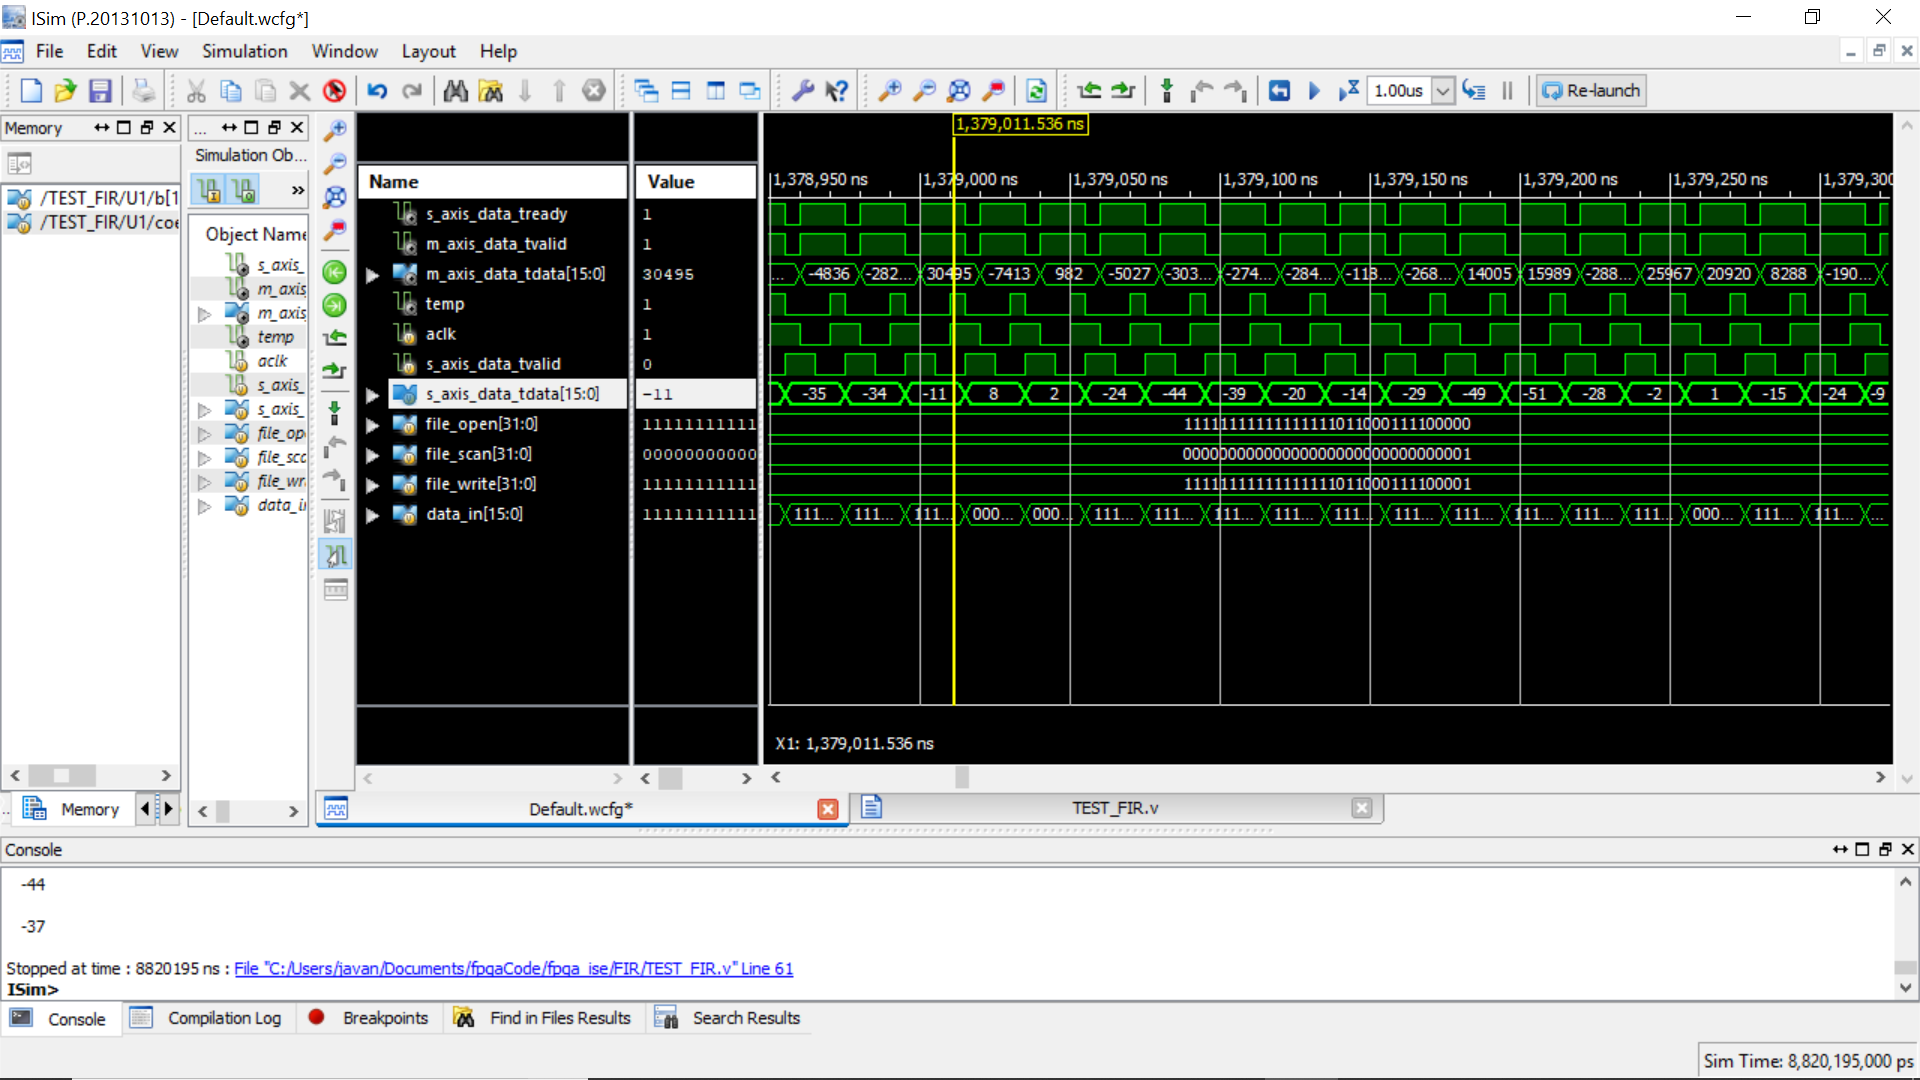 ISim (P.20131013) - [Default.wcfg*]
File Edit View Simulation Window Layout Help
1.00us Re-launch
Memory
/TEST_FIR/U1/b[1
/TEST_FIR/U1/coe
Memory
...
Simulation Ob...
»
Object Name
s_axis_
m_axis
m_axis
temp
aclk
s_axis_
s_axis_
file_op
file_sca
file_wr
data_i
Name Value
s_axis_data_tready 1
m_axis_data_tvalid 1
m_axis_data_tdata[15:0] 30495
temp 1
aclk 1
s_axis_data_tvalid 0
s_axis_data_tdata[15:0] -11
file_open[31:0] 11111111111
file_scan[31:0] 00000000000
file_write[31:0] 11111111111
data_in[15:0] 11111111111
1,379,011.536 ns
1,378,950 ns 1,379,000 ns 1,379,050 ns 1,379,100 ns 1,379,150 ns 1,379,200 ns 1,379,250 ns 1,379,300
... -4836 -282... 30495 -7413 982 -5027 -303... -274... -284... -118... -268... 14005 15989 -288... 25967 20920 8288 -190...
-35 -34 -11 8 2 -24 -44 -39 -20 -14 -29 -49 -51 -28 -2 1 -15 -24 -9
11111111111111111011000111100000
00000000000000000000000000000001
11111111111111111011000111100001
111... 111... 111... 000... 000... 111... 111... 111... 111... 111... 111... 111... 111... 111... 111... 000... 111... 111... ...
X1: 1,379,011.536 ns
Default.wcfg* TEST_FIR.v
Console
-44
-37
Stopped at time : 8820195 ns : File "C:/Users/javan/Documents/fpgaCode/fpga_ise/FIR/TEST_FIR.v" Line 61
ISim>
Console Compilation Log Breakpoints Find in Files Results Search Results
Sim Time: 8,820,195,000 ps